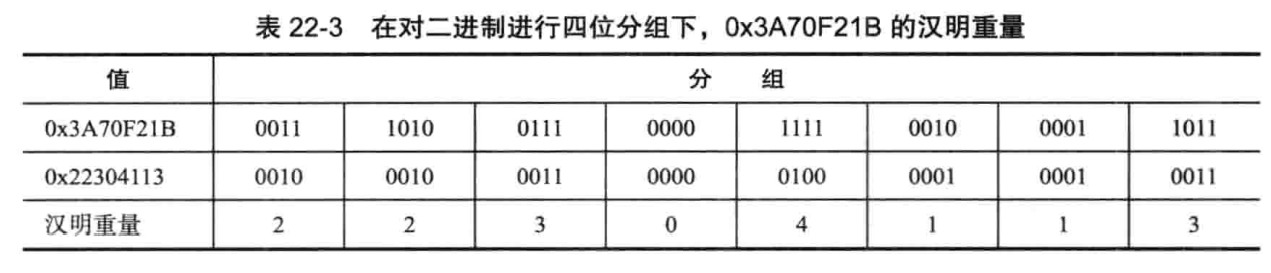 表 22-3 在对二进制进行四位分组下，0x3A70F21B 的汉明重量
值 分 组
0x3A70F21B 0011 1010 0111 0000 1111 0010 0001 1011
0x22304113 0010 0010 0011 0000 0100 0001 0001 0011
汉明重量 2 2 3 0 4 1 1 3